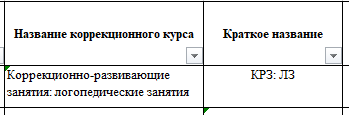 Название коррекционного курса
Краткое название
Коррекционно-развивающие
занятия: логопедические занятия
КРЗ: ЛЗ